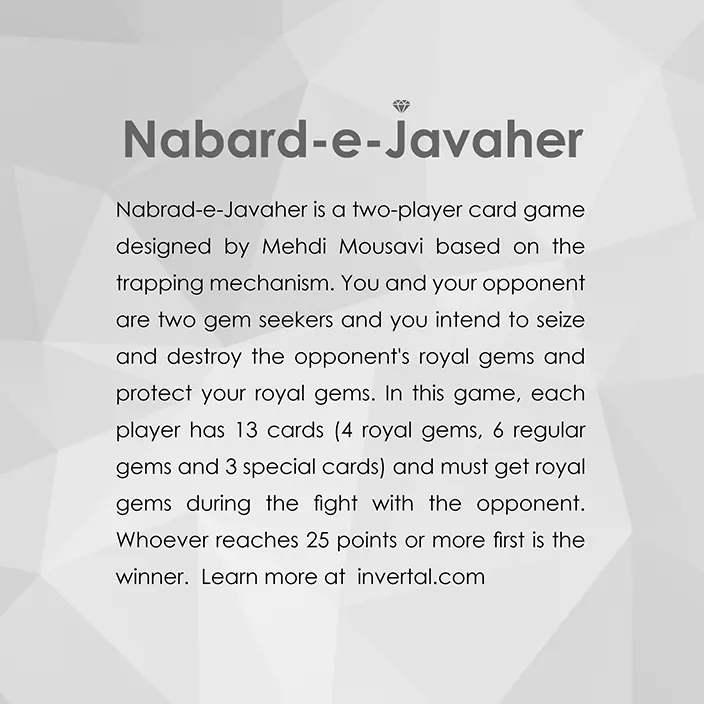 Nabard-e-Javaher
Nabrad-e-Javaher is a two-player card game
designed by Mehdi Mousavi based on the
trapping mechanism. You and your opponent
are two gem seekers and you intend to seize
and destroy the opponent's royal gems and
protect your royal gems. In this game, each
player has 13 cards (4 royal gems, 6 regular
gems and 3 special cards) and must get royal
gems during the fight with the opponent.
Whoever reaches 25 points or more first is the
winner.  Learn more at  invertal.com